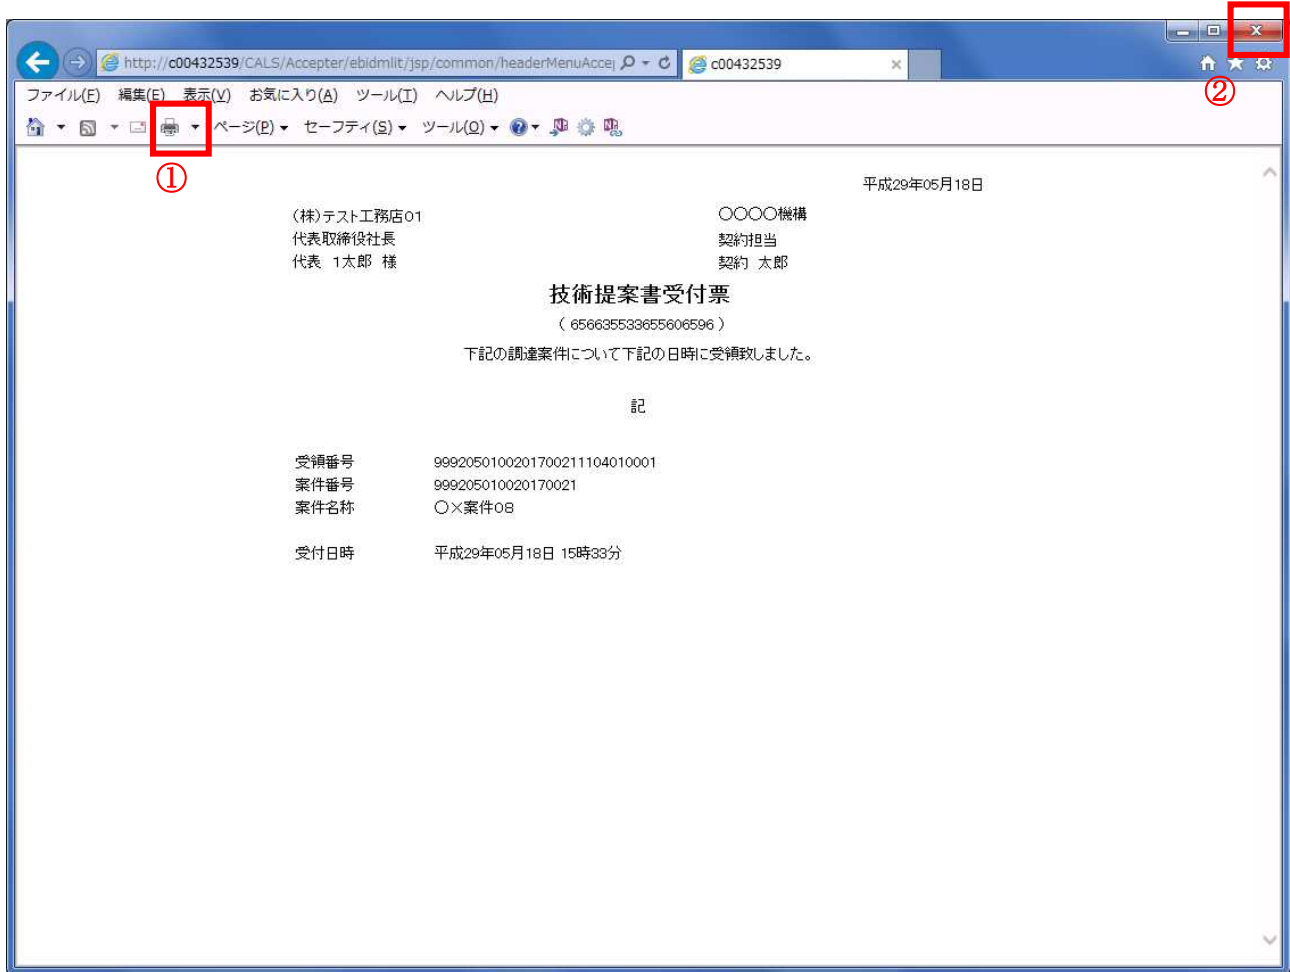 http://c00432539/CALS/Accepter/ebidmlit/jsp/common/headerMenuAccep
c00432539
②
ファイル(F) 編集(E) 表示(V) お気に入り(A) ツール(T) ヘルプ(H)
ページ(P) セーフティ(S) ツール(O)
①
平成29年05月18日
(株)テスト工務店01
代表取締役社長
代表 1太郎 様
〇〇〇〇機構
契約担当
契約 太郎
技術提案書受付票
( 656635533655606596 )
下記の調達案件について下記の日時に受領致しました。
記
受領番号 9992050100201700211104010001
案件番号 999205010020170021
案件名称 〇×案件08
受付日時 平成29年05月18日 15時33分